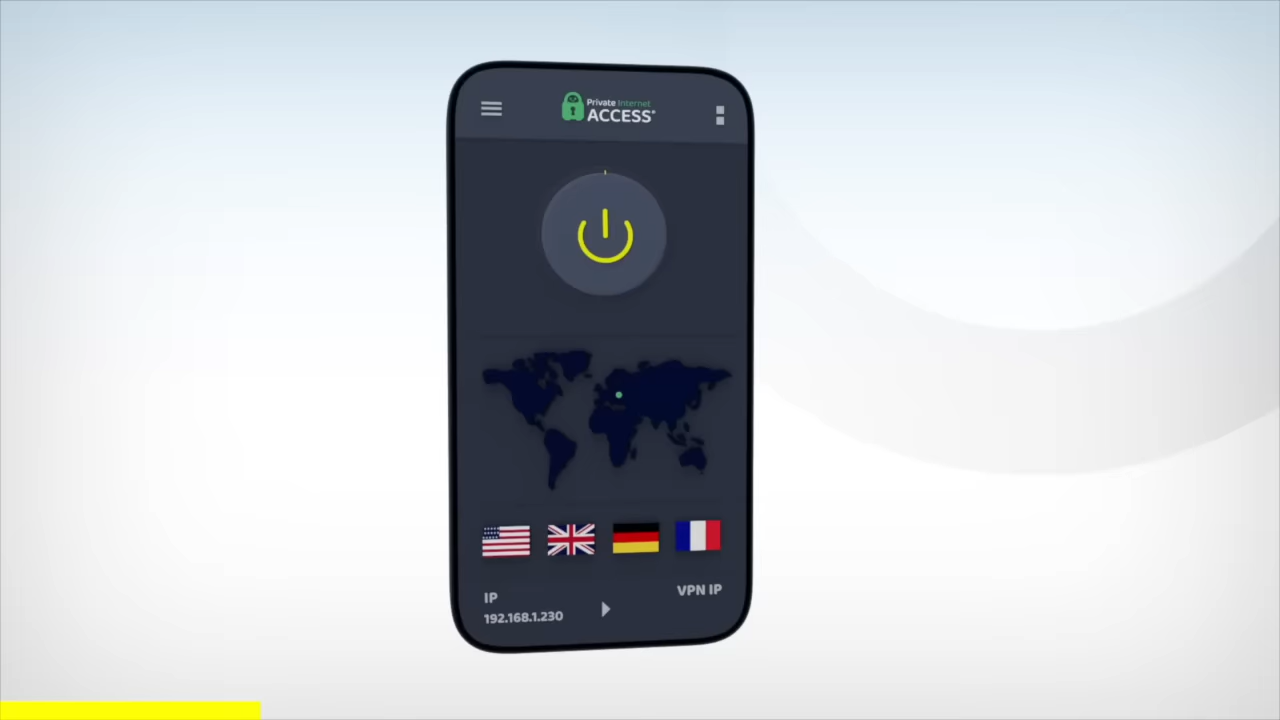 Private Internet
ACCESS®
IP
192.168.1.230
VPN IP